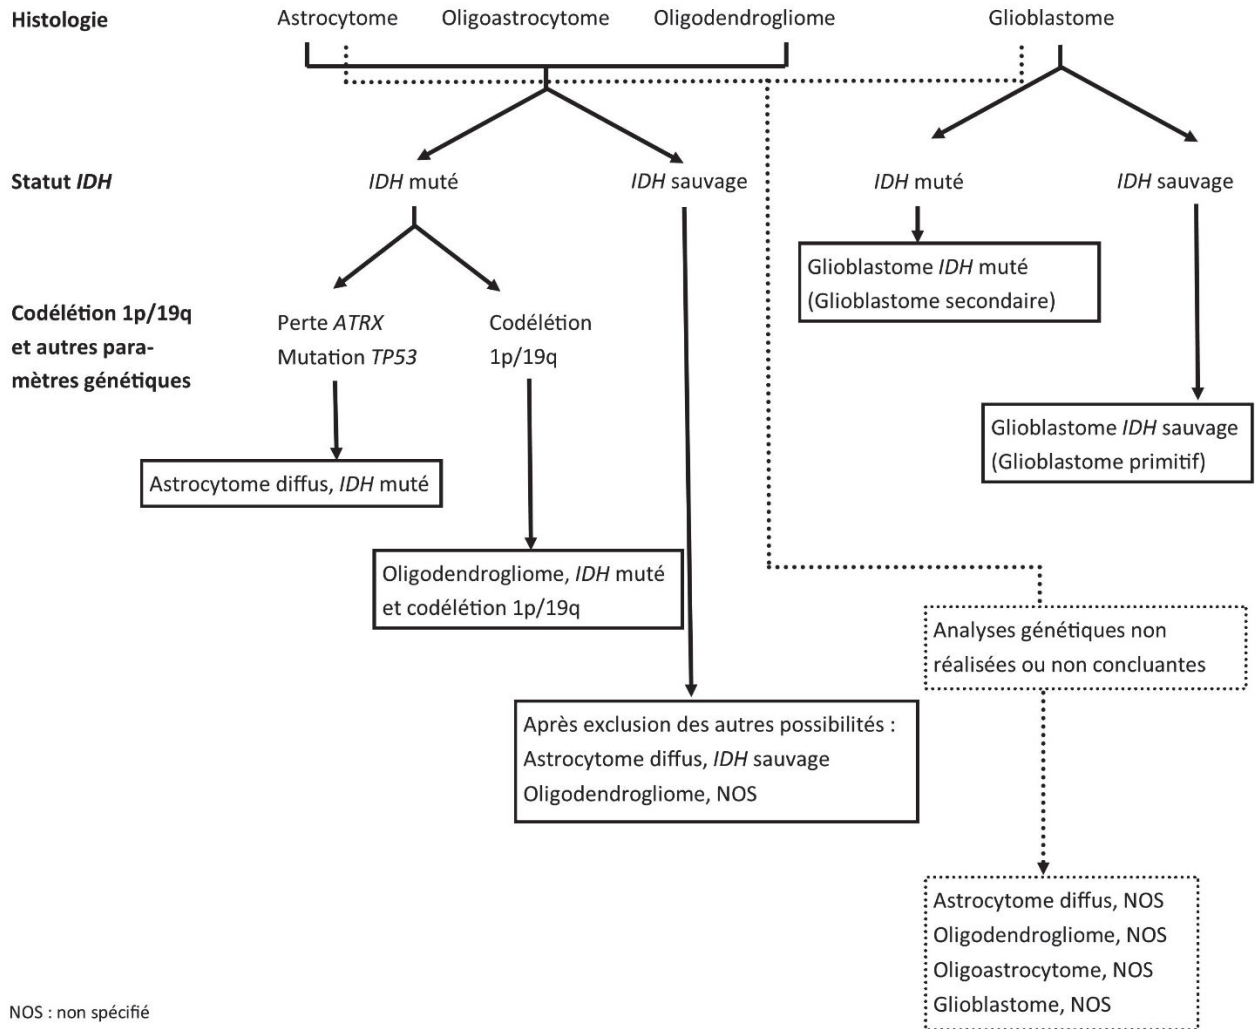 Histologie
Astrocytome
Oligoastrocytome
Oligodendrogliome
Glioblastome
Statut IDH
IDH muté
IDH sauvage
IDH muté
IDH sauvage
Glioblastome IDH muté
(Glioblastome secondaire)
Codélétion 1p/19q
et autres para-
mètres génétiques
Perte ATRX
Mutation TP53
Codélétion
1p/19q
Glioblastome IDH sauvage
(Glioblastome primitif)
Astrocytome diffus, IDH muté
Oligodendrogliome, IDH muté
et codélétion 1p/19q
Analyses génétiques non
réalisées ou non concluantes
Après exclusion des autres possibilités :
Astrocytome diffus, IDH sauvage
Oligodendrogliome, NOS
Astrocytome diffus, NOS
Oligodendrogliome, NOS
Oligoastrocytome, NOS
Glioblastome, NOS
NOS : non spécifié